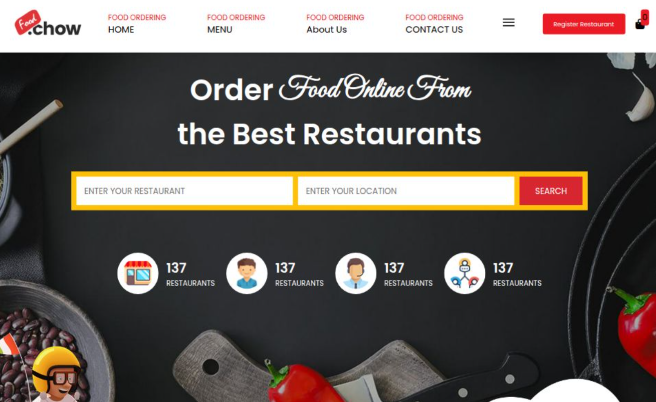 Food
.chow
FOOD ORDERING
HOME
FOOD ORDERING
MENU
FOOD ORDERING
About Us
FOOD ORDERING
CONTACT US
Register Restaurant
0
Order Food Online From
the Best Restaurants
ENTER YOUR RESTAURANT
ENTER YOUR LOCATION
SEARCH
137
RESTAURANTS
137
RESTAURANTS
137
RESTAURANTS
137
RESTAURANTS